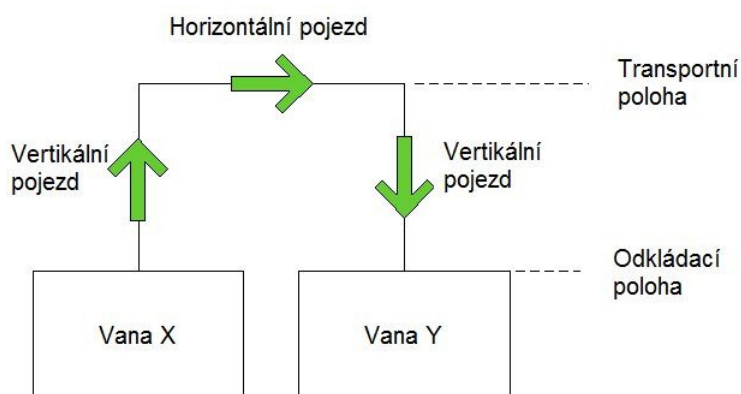 Horizontální pojezd
Transportní
poloha
Vertikální
pojezd
Vertikální
pojezd
Odkládací
poloha
Vana X
Vana Y